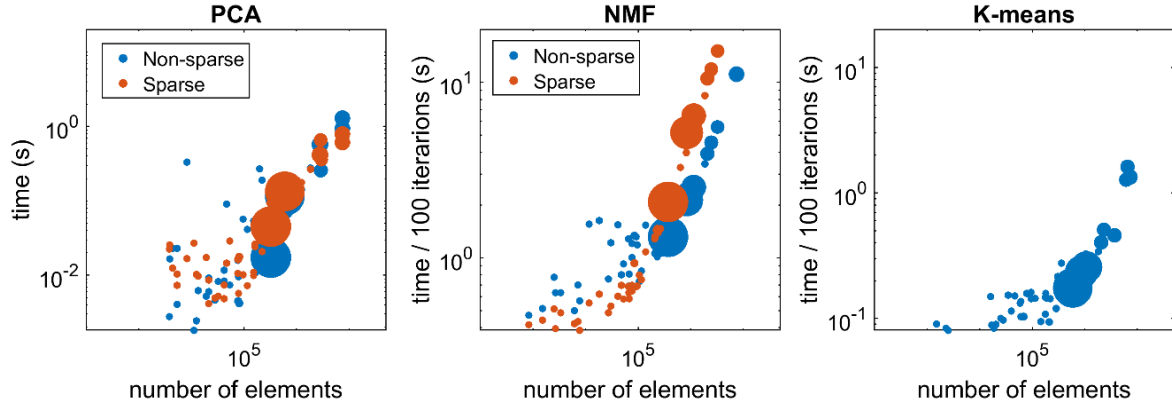 PCA
Non-sparse
Sparse
10^0
10^-2
time (s)
10^5
number of elements
NMF
Non-sparse
Sparse
10^1
10^0
time / 100 iterarions (s)
10^5
number of elements
K-means
10^1
10^0
10^-1
time / 100 iterarions (s)
10^5
number of elements